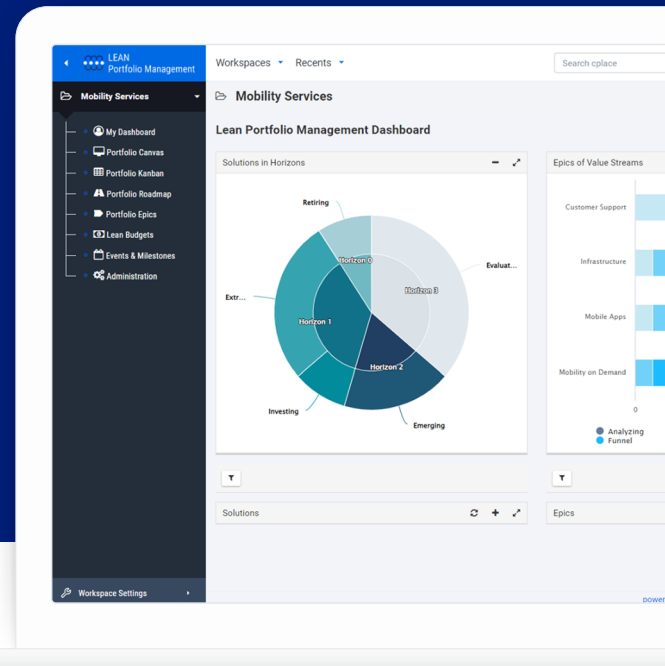 LEAN
Portfolio Management
Workspaces
Recents
Search cplace
Mobility Services
Mobility Services
Lean Portfolio Management Dashboard
My Dashboard
Portfolio Canvas
Portfolio Kanban
Portfolio Roadmap
Portfolio Epics
Lean Budgets
Events & Milestones
Administration
Workspace Settings
Solutions in Horizons
Retiring
Horizon 0
Evaluat...
Horizon 3
Extr...
Horizon 1
Horizon 2
Investing
Emerging
Epics of Value Streams
Customer Support
Infrastructure
Mobile Apps
Mobility on Demand
0
Analyzing
Funnel
Solutions
Epics
power